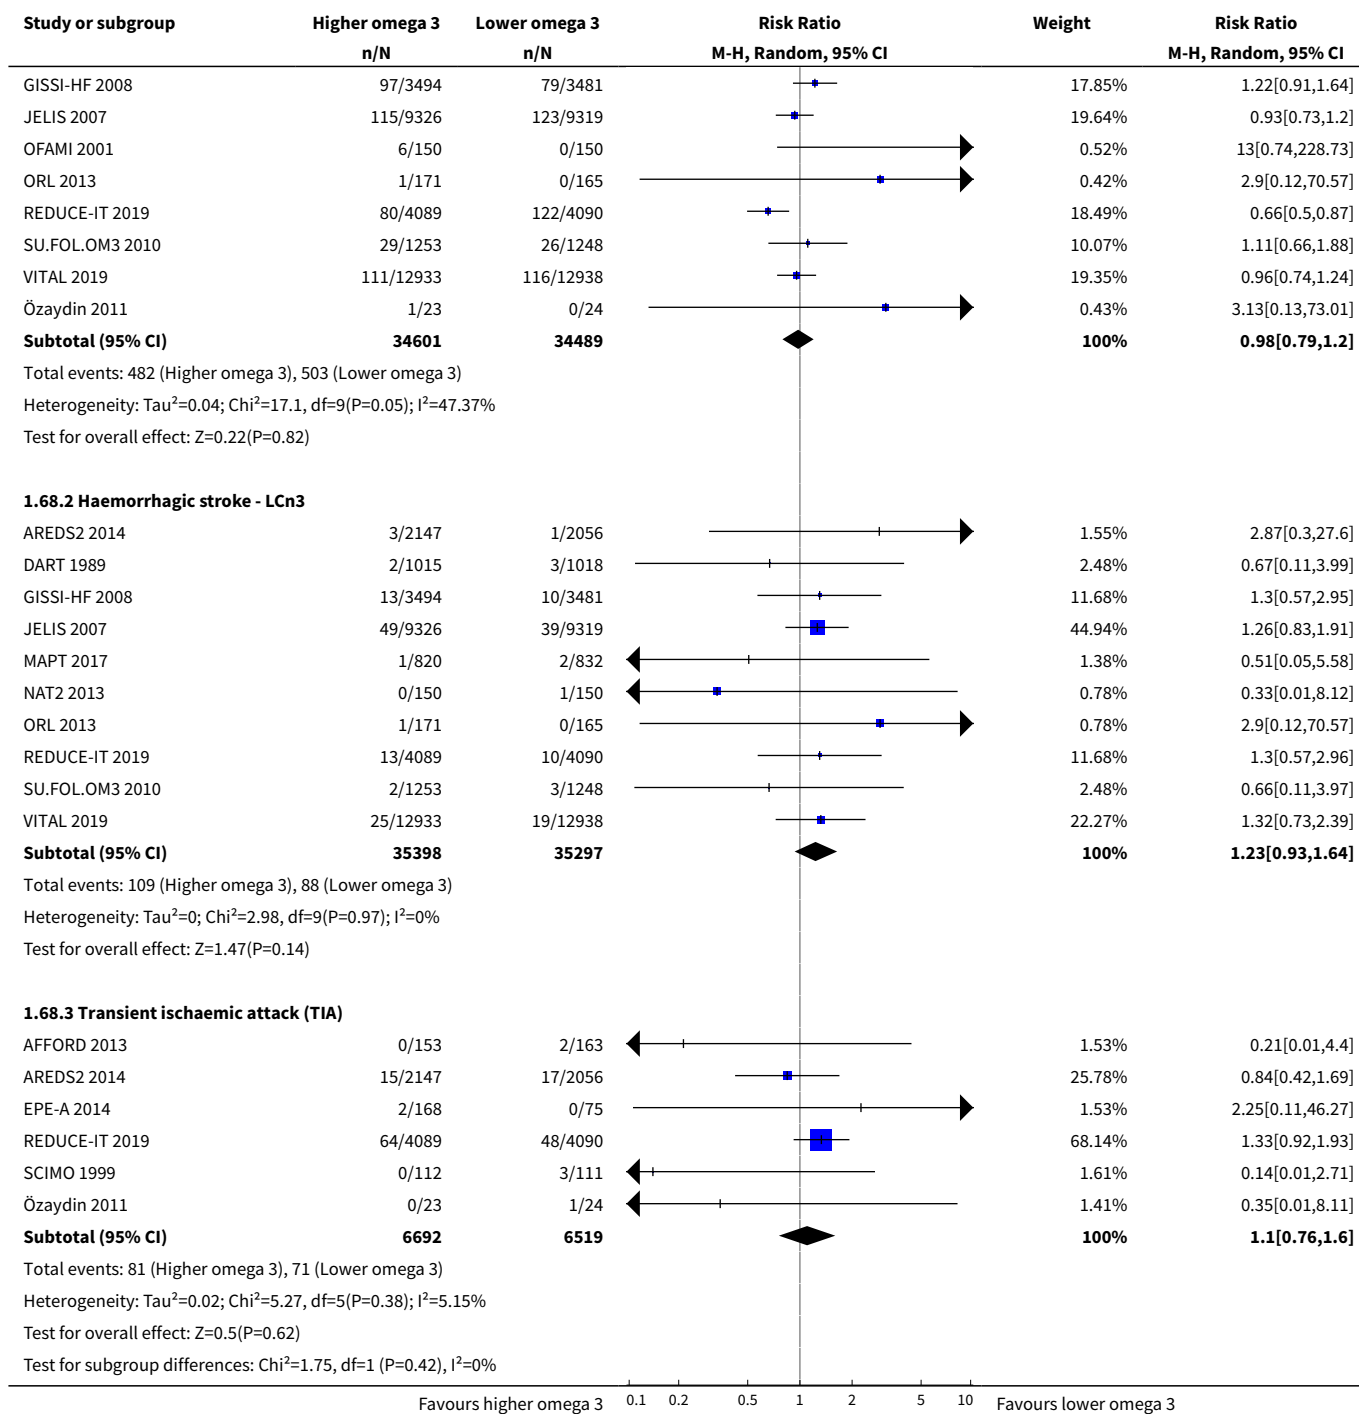 Study or subgroup Higher omega 3 Lower omega 3 Risk Ratio Weight Risk Ratio
n/N n/N M-H, Random, 95% CI M-H, Random, 95% CI
GISSI-HF 2008 97/3494 79/3481 17.85% 1.22[0.91,1.64]
JELIS 2007 115/9326 123/9319 19.64% 0.93[0.73,1.2]
OFAMI 2001 6/150 0/150 0.52% 13[0.74,228.73]
ORL 2013 1/171 0/165 0.42% 2.9[0.12,70.57]
REDUCE-IT 2019 80/4089 122/4090 18.49% 0.66[0.5,0.87]
SU.FOL.OM3 2010 29/1253 26/1248 10.07% 1.11[0.66,1.88]
VITAL 2019 111/12933 116/12938 19.35% 0.96[0.74,1.24]
Özaydin 2011 1/23 0/24 0.43% 3.13[0.13,73.01]
Subtotal (95% CI) 34601 34489 100% 0.98[0.79,1.2]
Total events: 482 (Higher omega 3), 503 (Lower omega 3)
Heterogeneity: Tau²=0.04; Chi²=17.1, df=9(P=0.05); I²=47.37%
Test for overall effect: Z=0.22(P=0.82)
1.68.2 Haemorrhagic stroke - LCn3
AREDS2 2014 3/2147 1/2056 1.55% 2.87[0.3,27.6]
DART 1989 2/1015 3/1018 2.48% 0.67[0.11,3.99]
GISSI-HF 2008 13/3494 10/3481 11.68% 1.3[0.57,2.95]
JELIS 2007 49/9326 39/9319 44.94% 1.26[0.83,1.91]
MAPT 2017 1/820 2/832 1.38% 0.51[0.05,5.58]
NAT2 2013 0/150 1/150 0.78% 0.33[0.01,8.12]
ORL 2013 1/171 0/165 0.78% 2.9[0.12,70.57]
REDUCE-IT 2019 13/4089 10/4090 11.68% 1.3[0.57,2.96]
SU.FOL.OM3 2010 2/1253 3/1248 2.48% 0.66[0.11,3.97]
VITAL 2019 25/12933 19/12938 22.27% 1.32[0.73,2.39]
Subtotal (95% CI) 35398 35297 100% 1.23[0.93,1.64]
Total events: 109 (Higher omega 3), 88 (Lower omega 3)
Heterogeneity: Tau²=0; Chi²=2.98, df=9(P=0.97); I²=0%
Test for overall effect: Z=1.47(P=0.14)
1.68.3 Transient ischaemic attack (TIA)
AFFORD 2013 0/153 2/163 1.53% 0.21[0.01,4.4]
AREDS2 2014 15/2147 17/2056 25.78% 0.84[0.42,1.69]
EPE-A 2014 2/168 0/75 1.53% 2.25[0.11,46.27]
REDUCE-IT 2019 64/4089 48/4090 68.14% 1.33[0.92,1.93]
SCIMO 1999 0/112 3/111 1.61% 0.14[0.01,2.71]
Özaydin 2011 0/23 1/24 1.41% 0.35[0.01,8.11]
Subtotal (95% CI) 6692 6519 100% 1.1[0.76,1.6]
Total events: 81 (Higher omega 3), 71 (Lower omega 3)
Heterogeneity: Tau²=0.02; Chi²=5.27, df=5(P=0.38); I²=5.15%
Test for overall effect: Z=0.5(P=0.62)
Test for subgroup differences: Chi²=1.75, df=1 (P=0.42), I²=0%
Favours higher omega 3 0.1 0.2 0.5 1 2 5 10 Favours lower omega 3